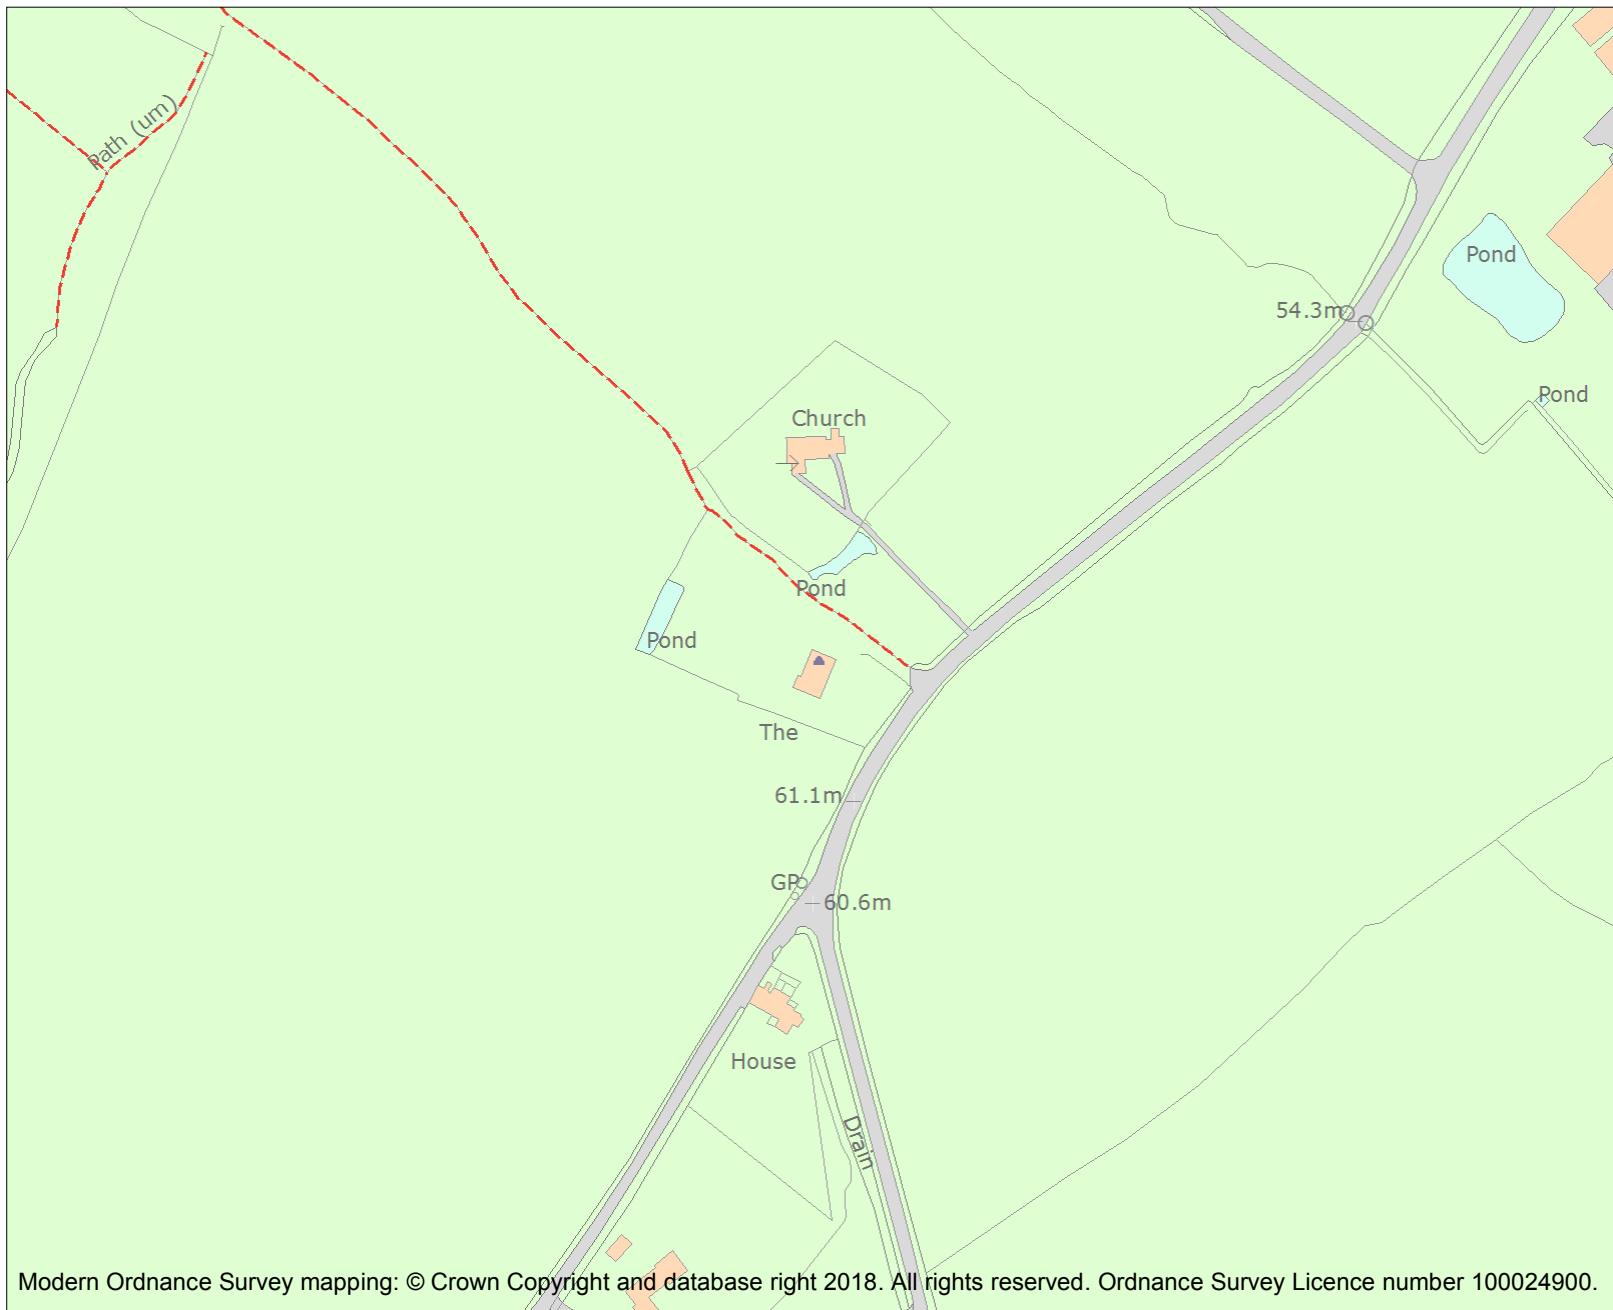 Path (um)
Pond
54.3m
Pond
Church
Pond
Pond
The
61.1m
GP
60.6m
House
Drain
Modern Ordnance Survey mapping: © Crown Copyright and database right 2018. All rights reserved. Ordnance Survey Licence number 100024900.